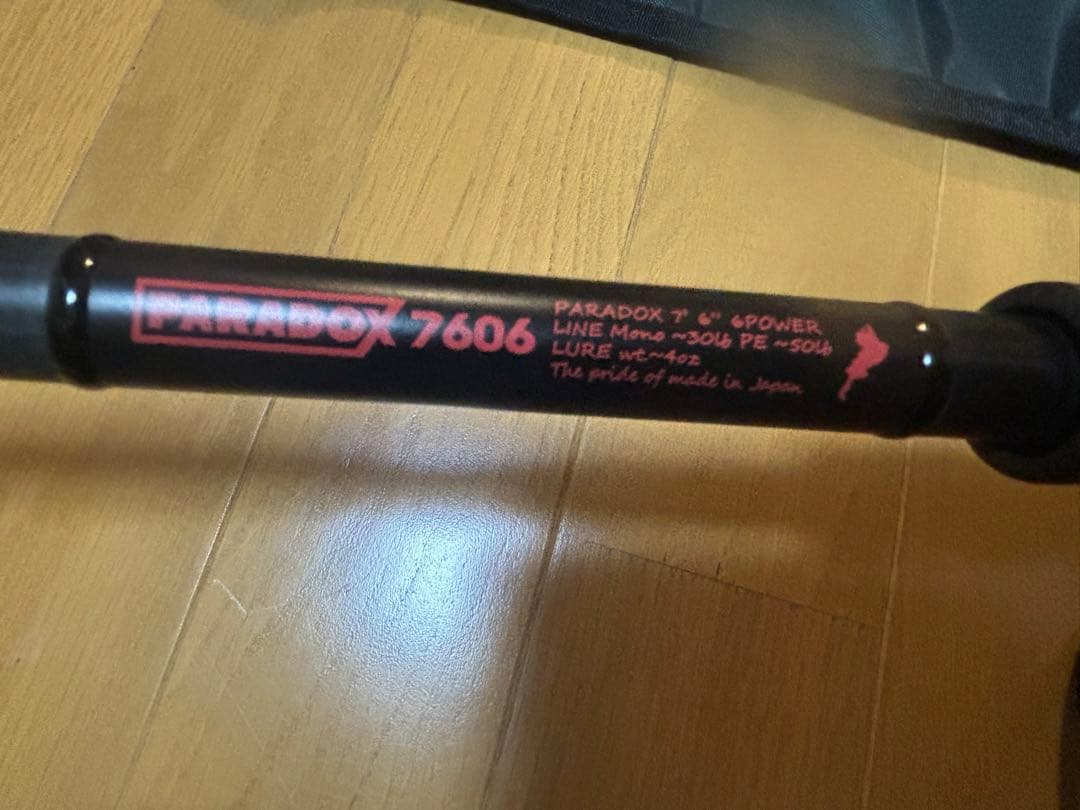 PARADOX 7606
PARADOX 7' 6" 6POWER
LINE Mono ~30lb PE ~50lb
LURE wt~4oz
The pride of made in Japan